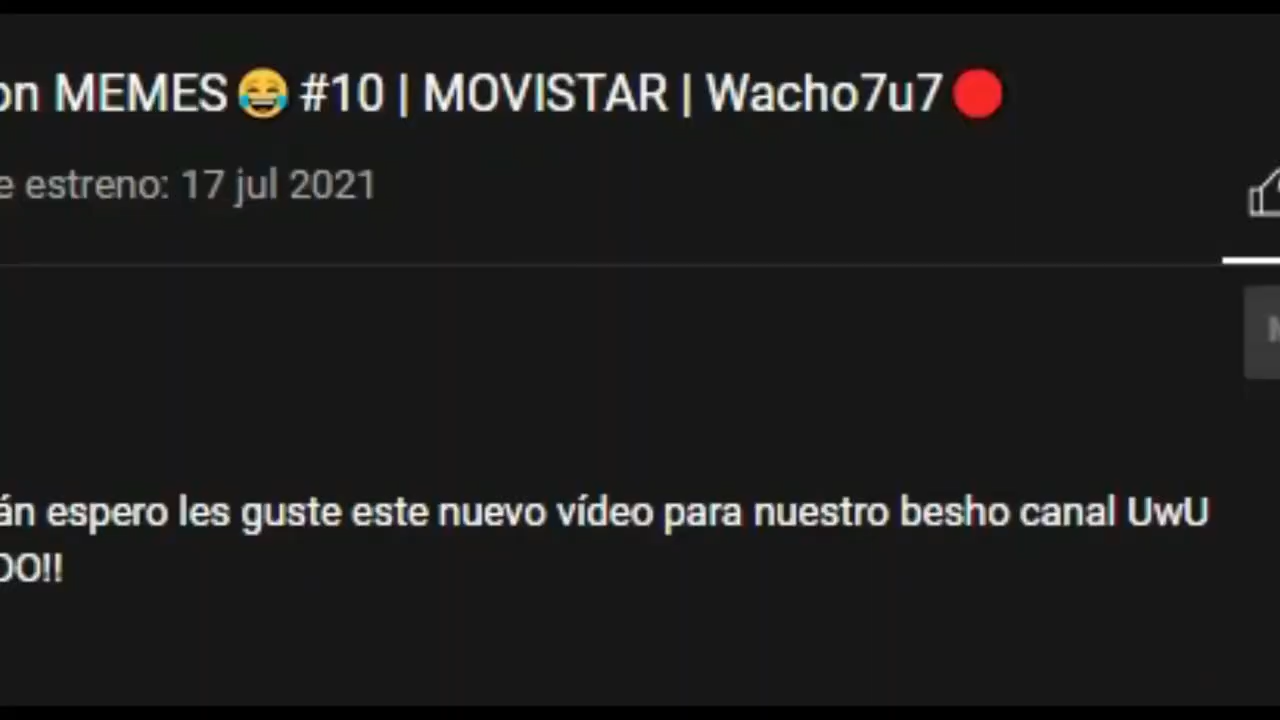 on MEMES😂 #10 | MOVISTAR | Wacho7u7🔴
e estreno: 17 jul 2021
án espero les guste este nuevo vídeo para nuestro besho canal UwU
DO!!